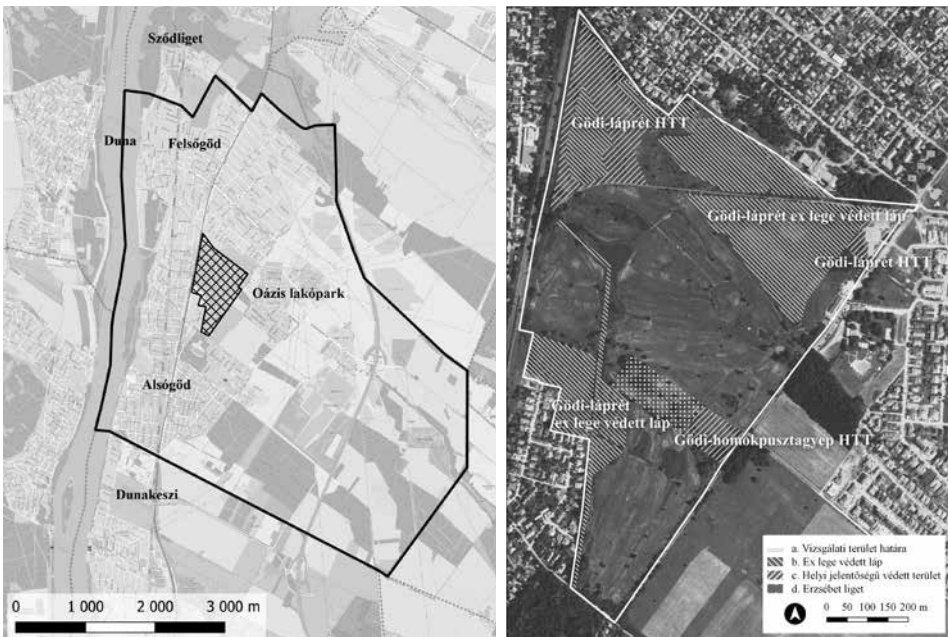 Sződliget
Duna
Felsőgöd
Oázis lakópark
Alsógöd
Dunakeszi
0 1 000 2 000 3 000 m
Gödi-láprét HTT
Gödi-láprét ex lege védett láp
Gödi-láprét HTT
Gödi-láprét
ex lege védett láp
Gödi-homokpusztagyep HTT
a. Vizsgálati terület határa
b. Ex lege védett láp
c. Helyi jelentőségű védett terület
d. Erzsébet liget
0 50 100 150 200 m